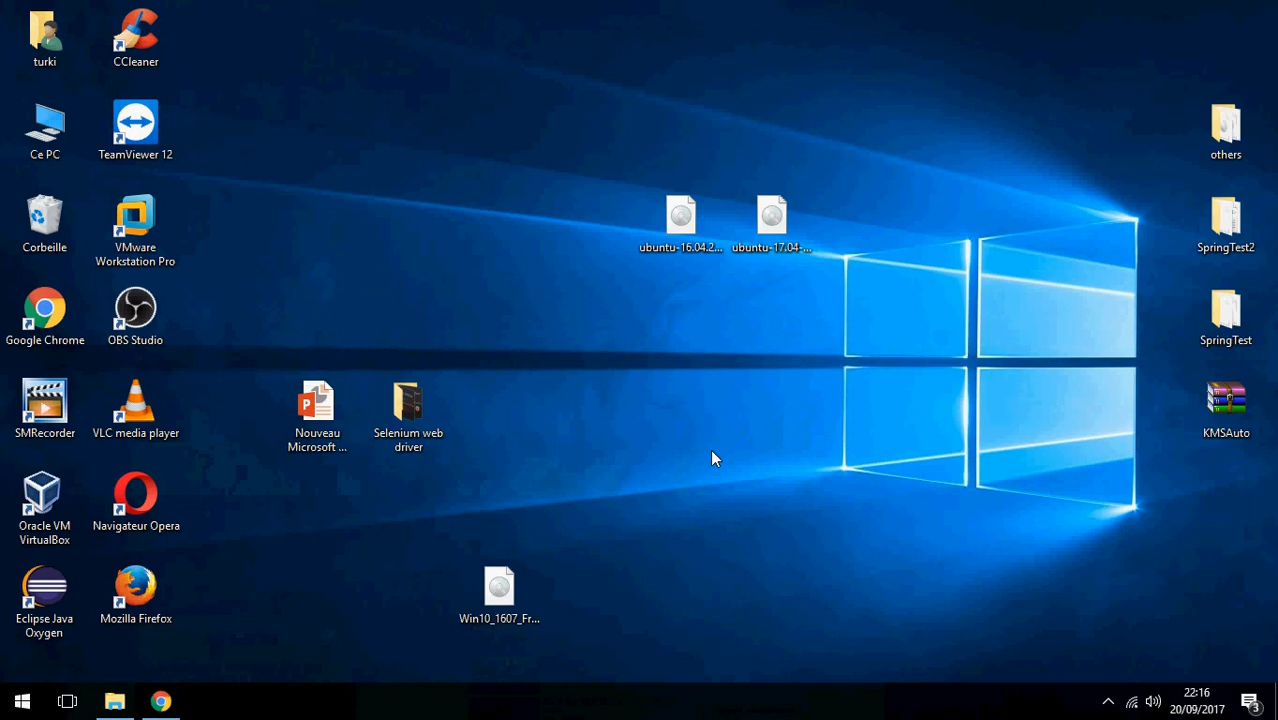 turki
CCleaner
Ce PC
TeamViewer 12
others
Corbeille
VMware
Workstation Pro
ubuntu-16.04.2...
ubuntu-17.04-...
SpringTest2
Google Chrome
OBS Studio
SpringTest
SMRecorder
VLC media player
Nouveau
Microsoft ...
Selenium web
driver
KMSAuto
Oracle VM
VirtualBox
Navigateur Opera
Eclipse Java
Oxygen
Mozilla Firefox
Win10_1607_Fr...
22:16
20/09/2017
3